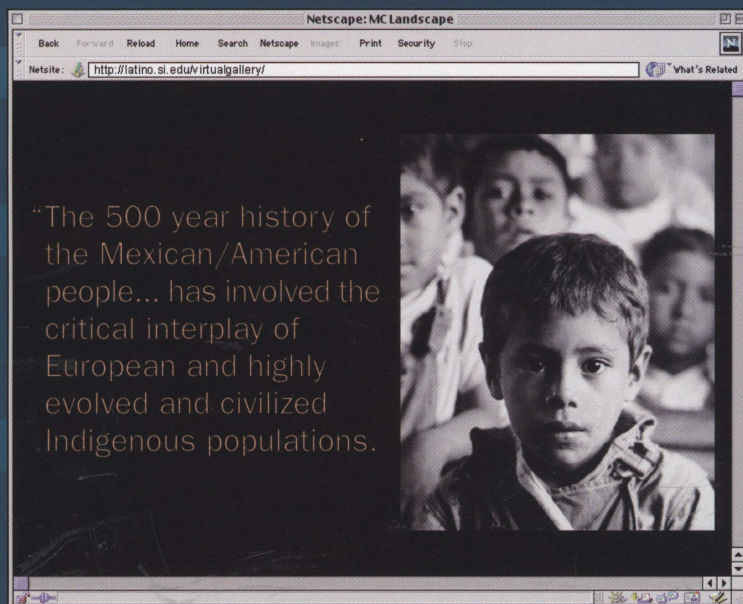 Netscape: MC Landscape
Back Forward Reload Home Search Netscape Images Print Security Stop
N
Netsite: http://latino.si.edu/virtualgallery/ What's Related
"The 500 year history of
the Mexican/American
people... has involved the
critical interplay of
European and highly
evolved and civilized
Indigenous populations.